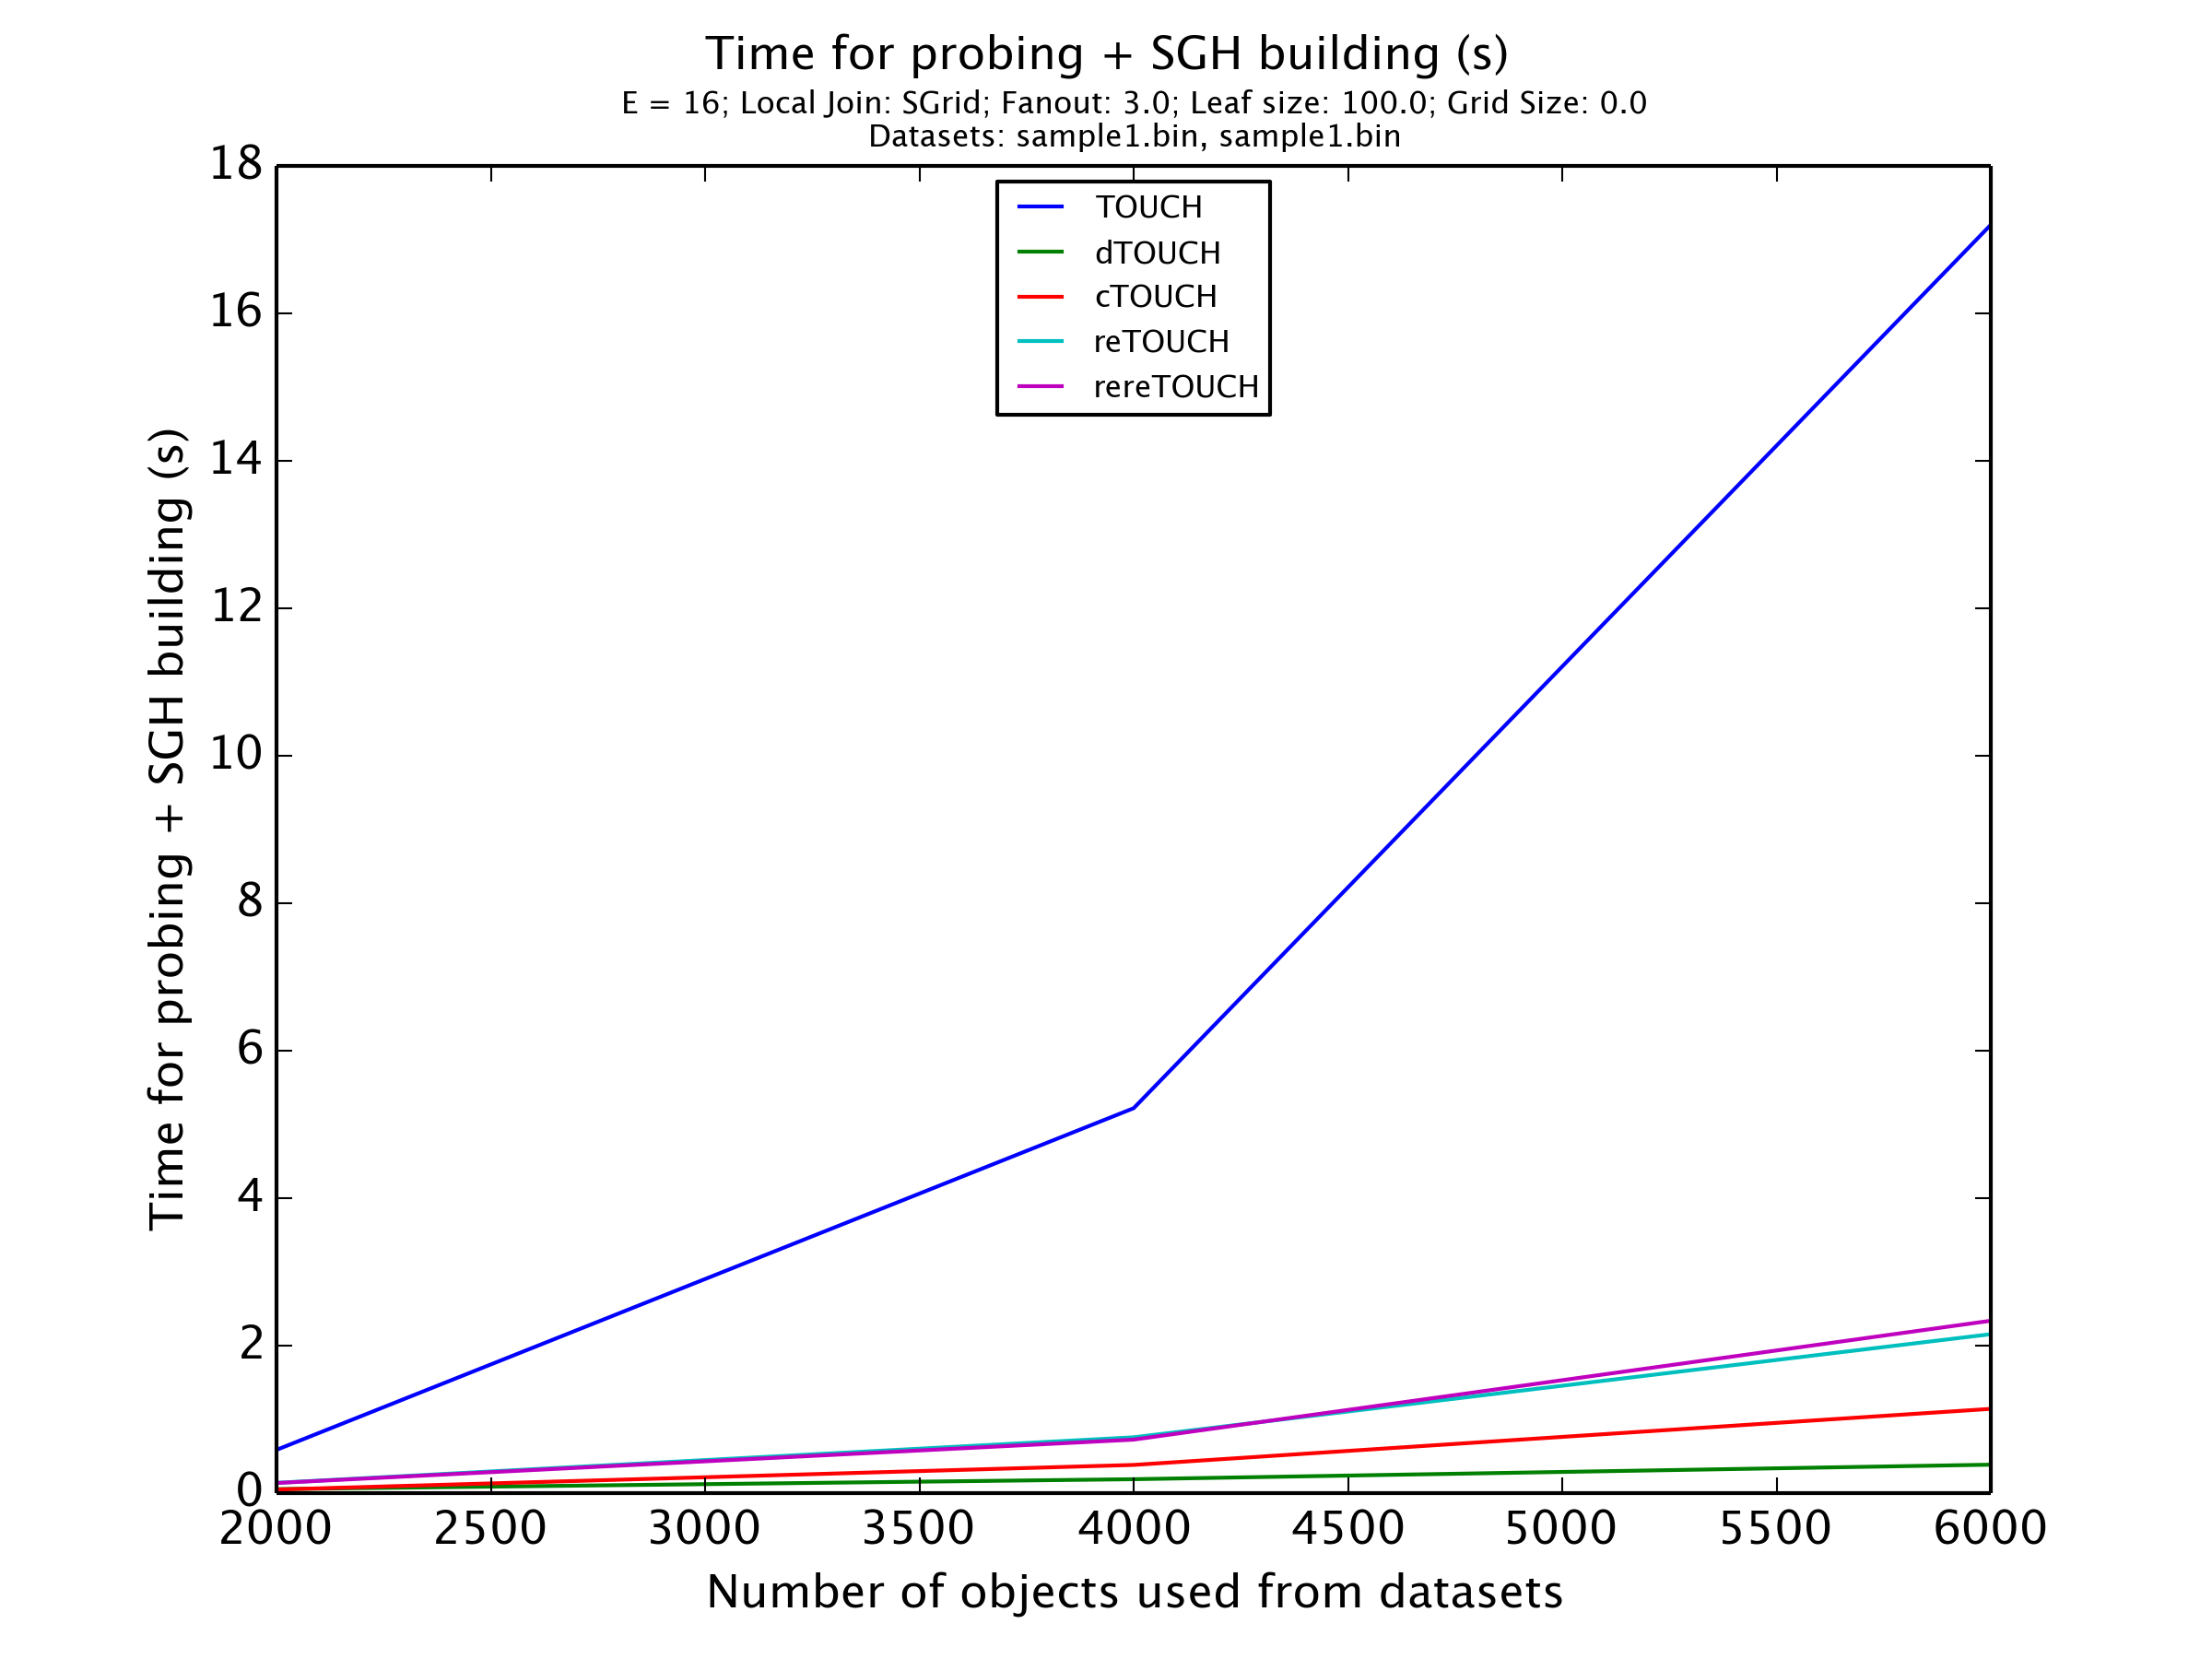 Time for probing + SGH building (s)
E = 16; Local Join: SGrid; Fanout: 3.0; Leaf size: 100.0; Grid Size: 0.0
Datasets: sample1.bin, sample1.bin
TOUCH
dTOUCH
cTOUCH
reTOUCH
rereTOUCH
Time for probing + SGH building (s)
18
16
14
12
10
8
6
4
2
0
2000 2500 3000 3500 4000 4500 5000 5500 6000
Number of objects used from datasets